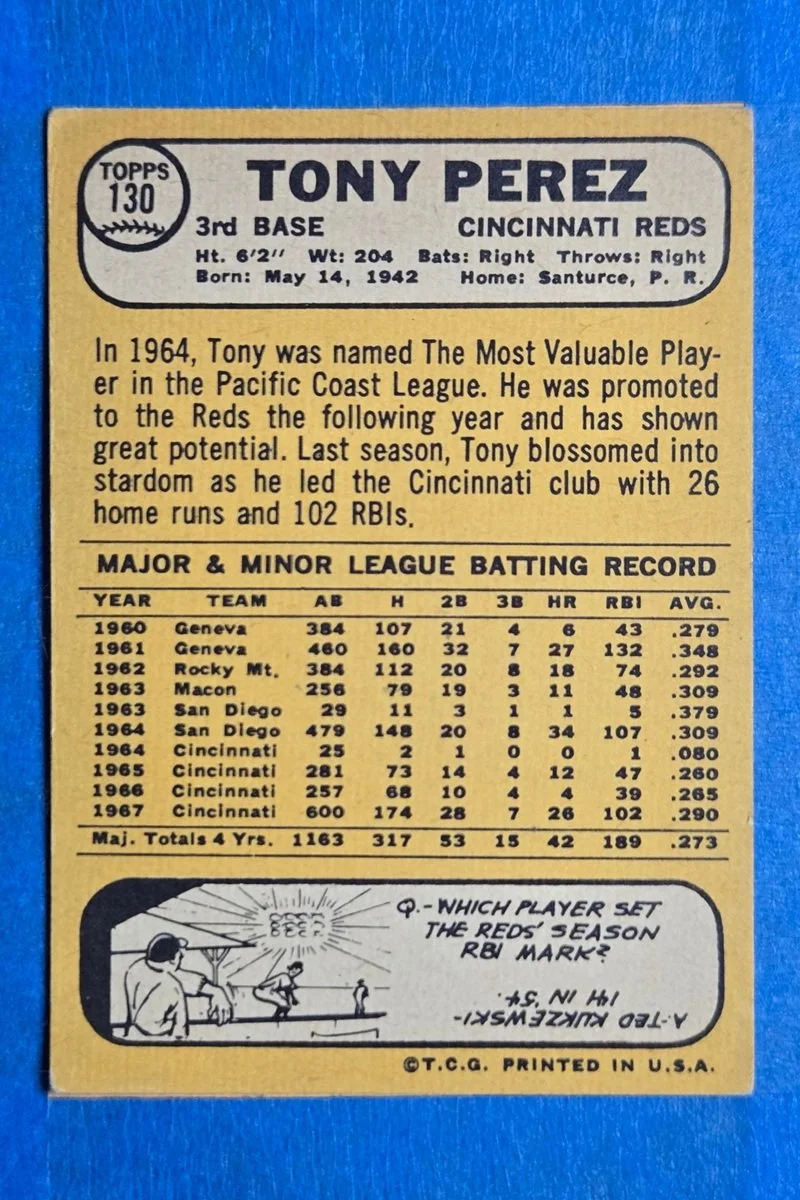 TOPPS
130
TONY PEREZ
3rd BASE CINCINNATI REDS
Ht. 6'2" Wt: 204 Bats: Right Throws: Right
Born: May 14, 1942 Home: Santurce, P. R.
In 1964, Tony was named The Most Valuable Play-
er in the Pacific Coast League. He was promoted
to the Reds the following year and has shown
great potential. Last season, Tony blossomed into
stardom as he led the Cincinnati club with 26
home runs and 102 RBIs.
MAJOR & MINOR LEAGUE BATTING RECORD
YEAR TEAM AB H 2B 3B HR RBI AVG.
1960 Geneva 384 107 21 4 6 43 .279
1961 Geneva 460 160 32 7 27 132 .348
1962 Rocky Mt. 384 112 20 8 18 74 .292
1963 Macon 256 79 19 3 11 48 .309
1963 San Diego 29 11 3 1 1 5 .379
1964 San Diego 479 148 20 8 34 107 .309
1964 Cincinnati 25 2 1 0 0 1 .080
1965 Cincinnati 281 73 14 4 12 47 .260
1966 Cincinnati 257 68 10 4 4 39 .265
1967 Cincinnati 600 174 28 7 26 102 .290
Maj. Totals 4 Yrs. 1163 317 53 15 42 189 .273
Q.-WHICH PLAYER SET
THE REDS' SEASON
RBI MARK?
A-TED KUKZEWSKI-
141 IN '54.
©T.C.G. PRINTED IN U.S.A.